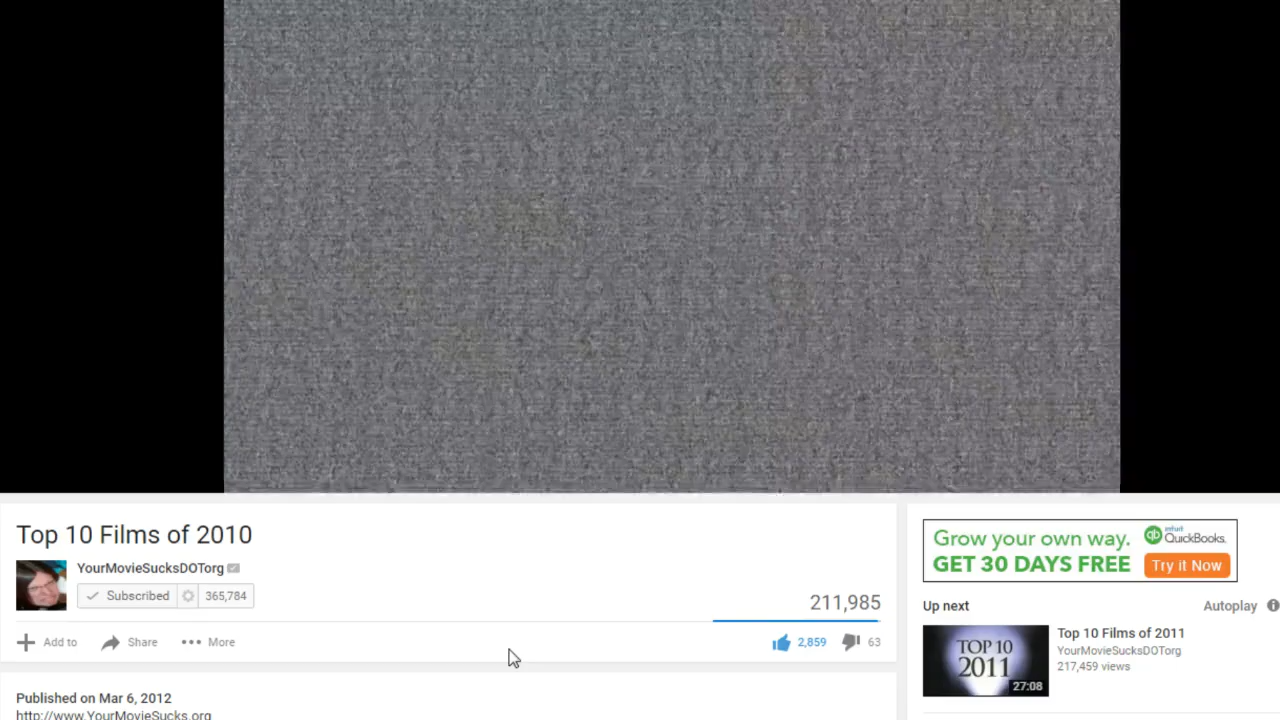 Top 10 Films of 2010
YourMovieSucksDOTorg
Subscribed 365,784
211,985
Add to Share More 2,859 63
Published on Mar 6, 2012
http://www.YourMovieSucks.org
Grow your own way.
GET 30 DAYS FREE
intuit
qb QuickBooks.
Try it Now
Up next Autoplay
TOP 10
2011
27:08
Top 10 Films of 2011
YourMovieSucksDOTorg
217,459 views